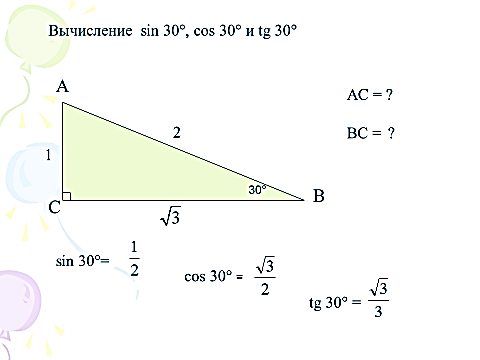 Вычисление sin 30°, cos 30° и tg 30°
A
AC = ?
2
BC = ?
1
30°
B
C
√3
sin 30°= 1/2
cos 30° = √3/2
tg 30° = √3/3